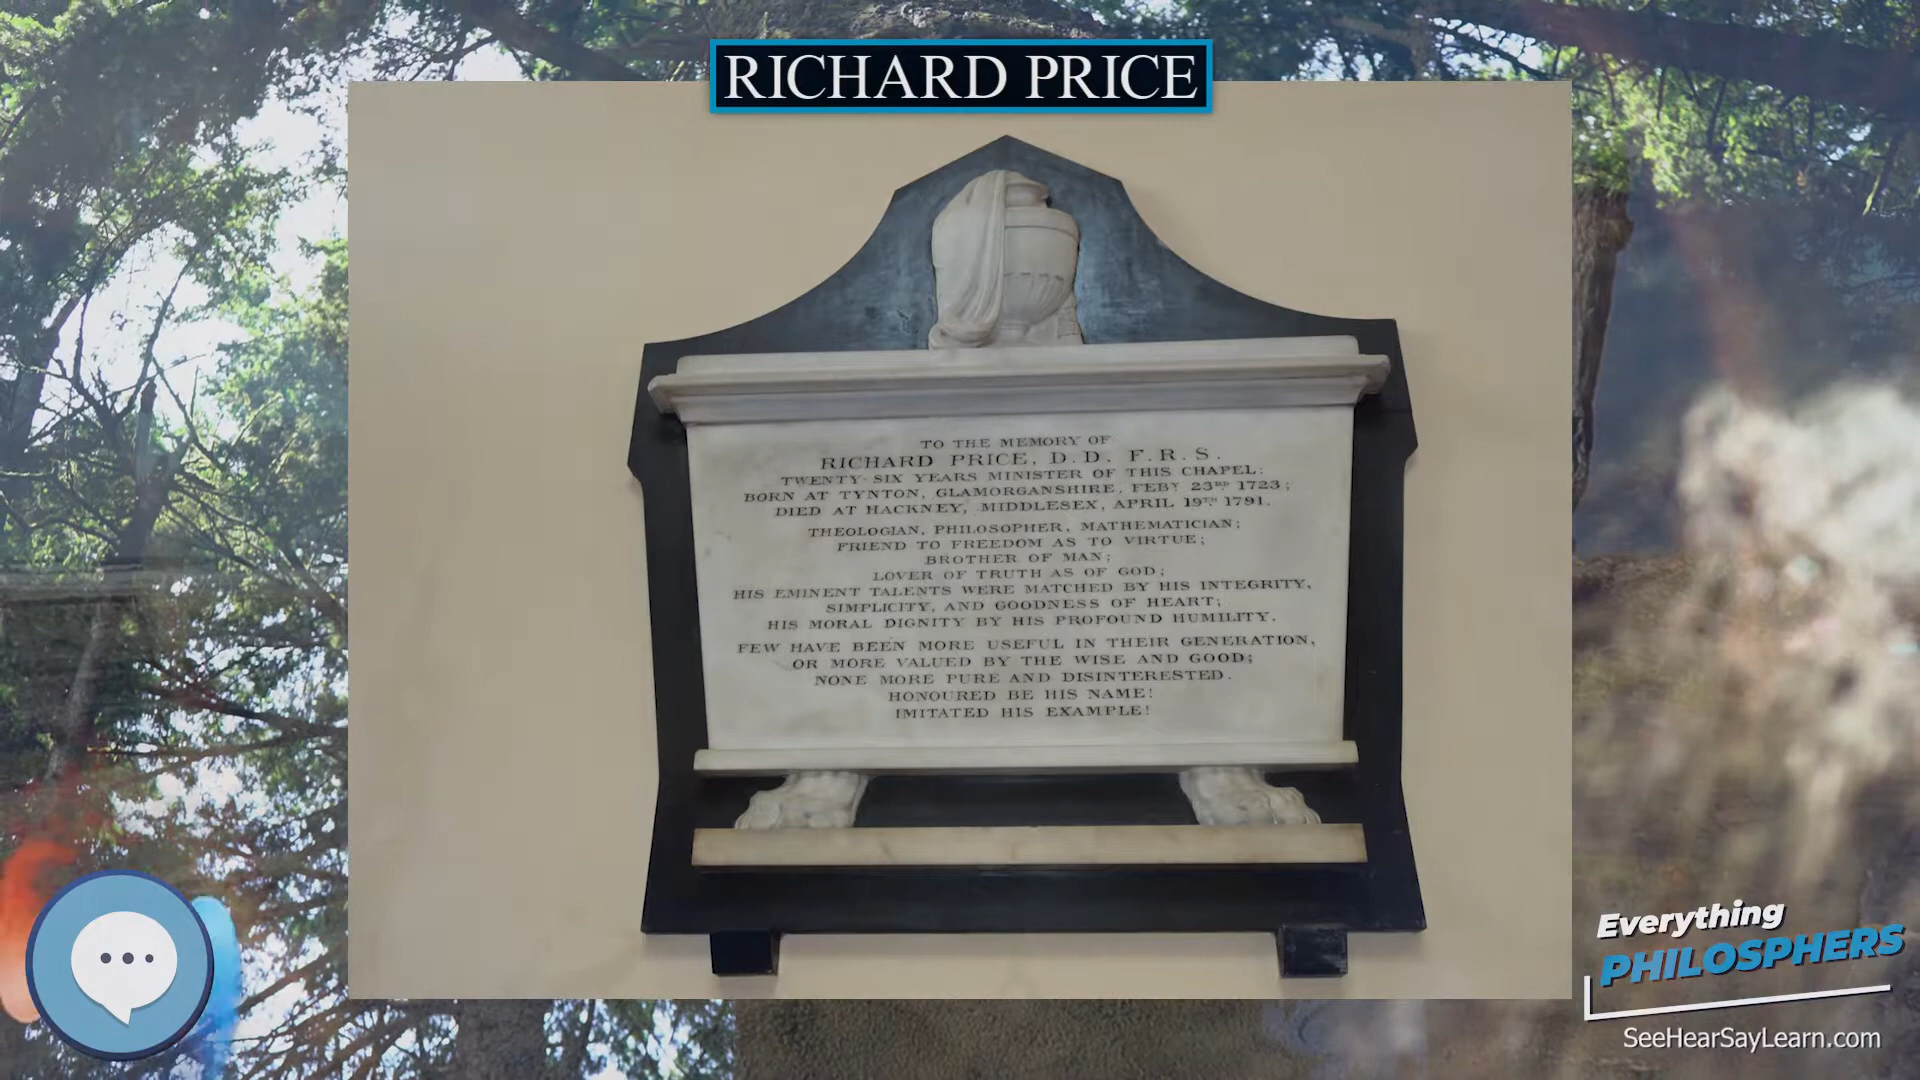 RICHARD PRICE
TO THE MEMORY OF
RICHARD PRICE, D.D. F.R.S.
TWENTY-SIX YEARS MINISTER OF THIS CHAPEL:
BORN AT TYNTON, GLAMORGANSHIRE, FEBY 23RD 1723;
DIED AT HACKNEY, MIDDLESEX, APRIL 19TH 1791.
THEOLOGIAN, PHILOSOPHER, MATHEMATICIAN;
FRIEND TO FREEDOM AS TO VIRTUE;
BROTHER OF MAN;
LOVER OF TRUTH AS OF GOD;
HIS EMINENT TALENTS WERE MATCHED BY HIS INTEGRITY,
SIMPLICITY, AND GOODNESS OF HEART;
HIS MORAL DIGNITY BY HIS PROFOUND HUMILITY.
FEW HAVE BEEN MORE USEFUL IN THEIR GENERATION,
OR MORE VALUED BY THE WISE AND GOOD;
NONE MORE PURE AND DISINTERESTED.
HONOURED BE HIS NAME!
IMITATED HIS EXAMPLE!
Everything
PHILOSPHERS
SeeHearSayLearn.com